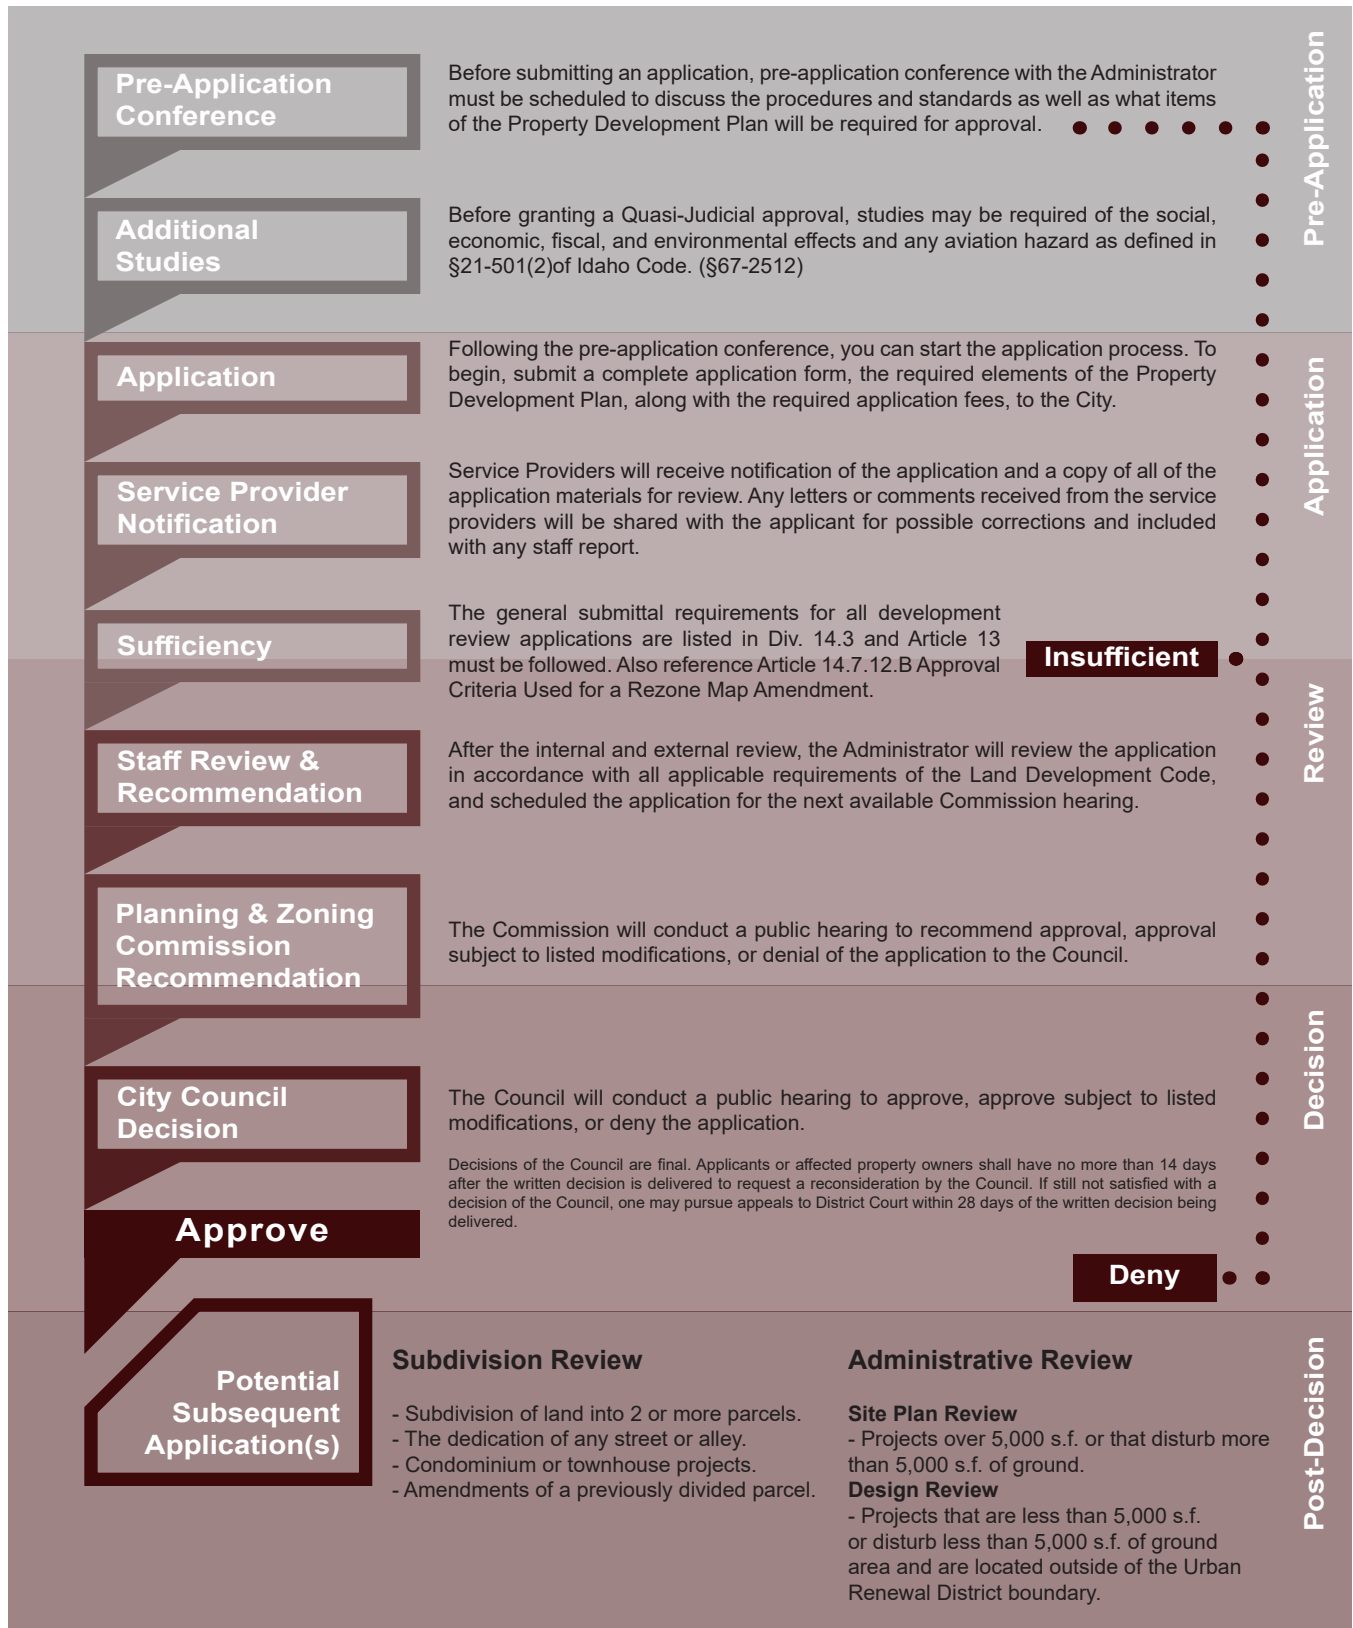 Pre-Application
Conference
Before submitting an application, pre-application conference with the Administrator
must be scheduled to discuss the procedures and standards as well as what items
of the Property Development Plan will be required for approval.
Pre-Application
Additional
Studies
Before granting a Quasi-Judicial approval, studies may be required of the social,
economic, fiscal, and environmental effects and any aviation hazard as defined in
§21-501(2)of Idaho Code. (§67-2512)
Application
Following the pre-application conference, you can start the application process. To
begin, submit a complete application form, the required elements of the Property
Development Plan, along with the required application fees, to the City.
Application
Service Provider
Notification
Service Providers will receive notification of the application and a copy of all of the
application materials for review. Any letters or comments received from the service
providers will be shared with the applicant for possible corrections and included
with any staff report.
Sufficiency
The general submittal requirements for all development
review applications are listed in Div. 14.3 and Article 13
must be followed. Also reference Article 14.7.12.B Approval
Criteria Used for a Rezone Map Amendment.
Insufficient
Review
Staff Review &
Recommendation
After the internal and external review, the Administrator will review the application
in accordance with all applicable requirements of the Land Development Code,
and scheduled the application for the next available Commission hearing.
Planning & Zoning
Commission
Recommendation
The Commission will conduct a public hearing to recommend approval, approval
subject to listed modifications, or denial of the application to the Council.
Decision
City Council
Decision
The Council will conduct a public hearing to approve, approve subject to listed
modifications, or deny the application.
Decisions of the Council are final. Applicants or affected property owners shall have no more than 14 days
after the written decision is delivered to request a reconsideration by the Council. If still not satisfied with a
decision of the Council, one may pursue appeals to District Court within 28 days of the written decision being
delivered.
Approve
Deny
Potential
Subsequent
Application(s)
Subdivision Review
- Subdivision of land into 2 or more parcels.
- The dedication of any street or alley.
- Condominium or townhouse projects.
- Amendments of a previously divided parcel.
Administrative Review
Site Plan Review
- Projects over 5,000 s.f. or that disturb more
than 5,000 s.f. of ground.
Design Review
- Projects that are less than 5,000 s.f.
or disturb less than 5,000 s.f. of ground
area and are located outside of the Urban
Renewal District boundary.
Post-Decision